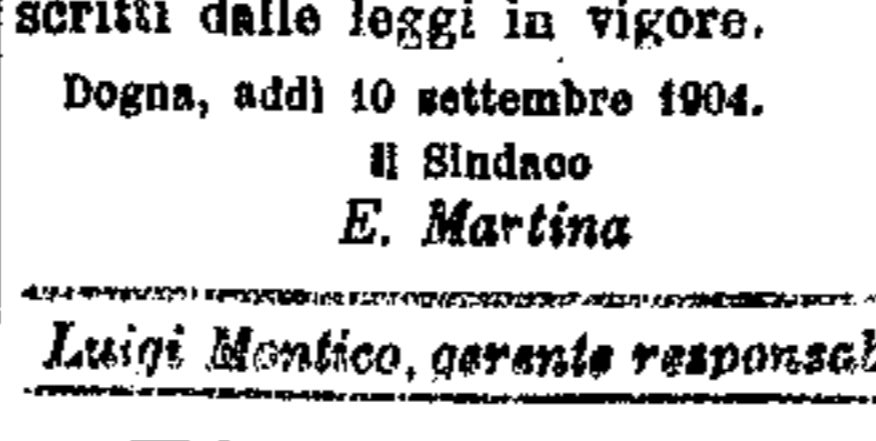 scritti dalle leggi in vigore.
Dogna, addì 10 settembre 1904.
Il Sindaco
E. Martina
Luigi Montico, gerente responsab